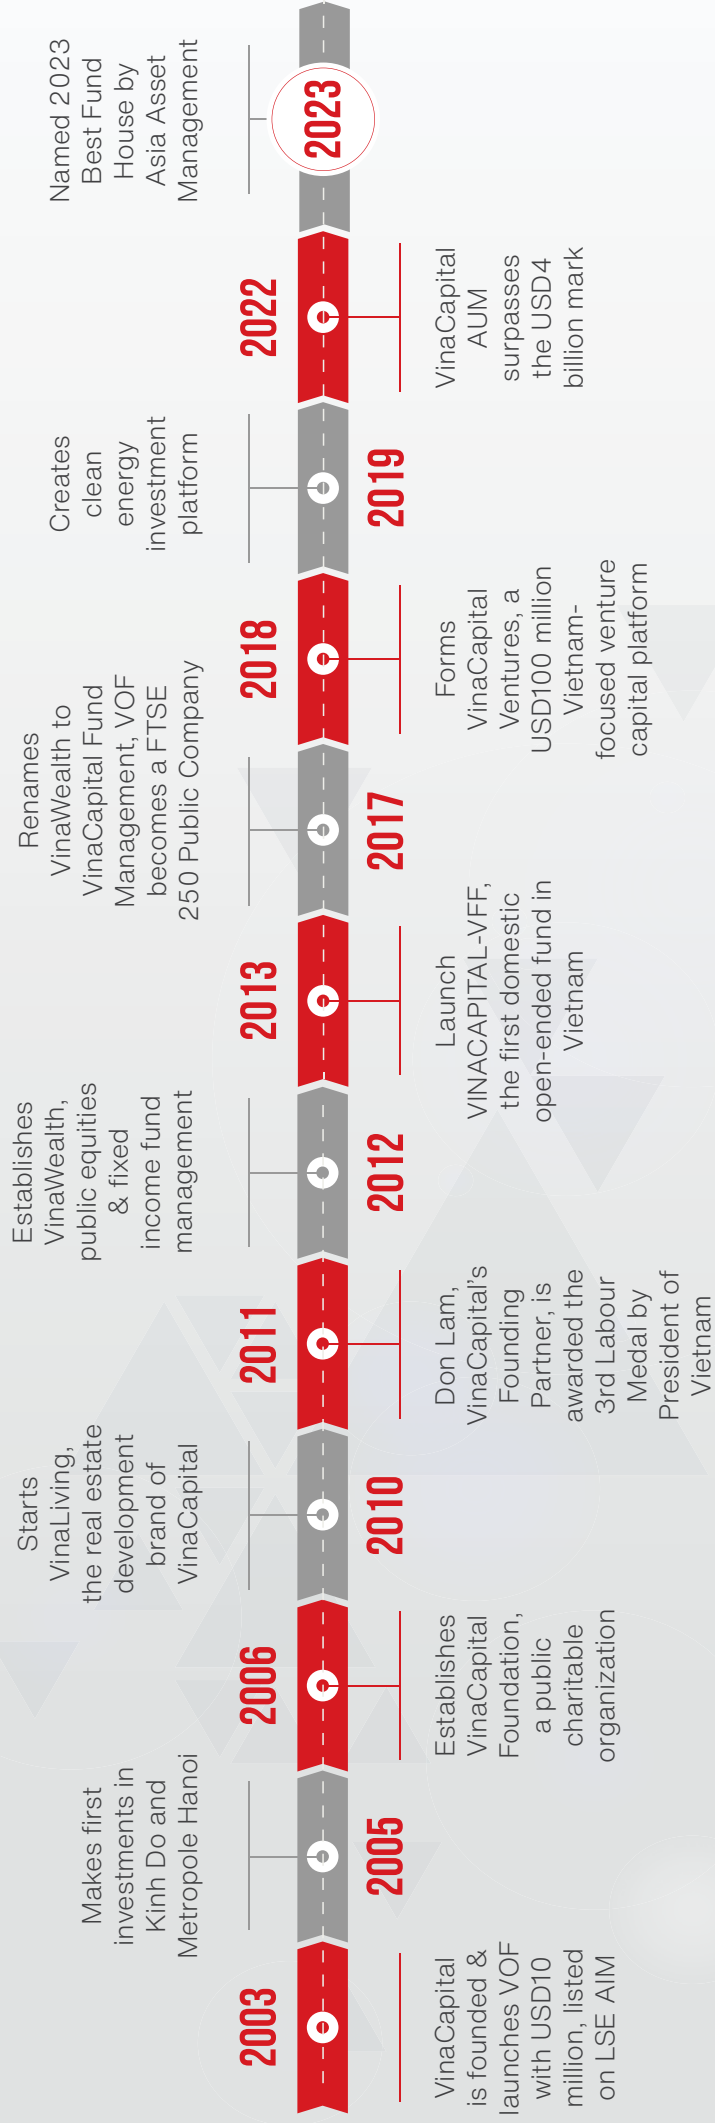 2003
VinaCapital
is founded &
launches VOF
with USD10
million, listed
on LSE AIM
Makes first
investments in
Kinh Do and
Metropole Hanoi
2005
2006
Establishes
VinaCapital
Foundation,
a public
charitable
organization
Starts
VinaLiving,
the real estate
development
brand of
VinaCapital
2010
2011
Don Lam,
VinaCapital’s
Founding
Partner, is
awarded the
3rd Labour
Medal by
President of
Vietnam
Establishes
VinaWealth,
public equities
& fixed
income fund
management
2012
2013
Launch
VINACAPITAL-VFF,
the first domestic
open-ended fund in
Vietnam
Renames
VinaWealth to
VinaCapital Fund
Management, VOF
becomes a FTSE
250 Public Company
2017
2018
Forms
VinaCapital
Ventures, a
USD100 million
Vietnam-
focused venture
capital platform
Creates
clean
energy
investment
platform
2019
2022
VinaCapital
AUM
surpasses
the USD4
billion mark
Named 2023
Best Fund
House by
Asia Asset
Management
2023